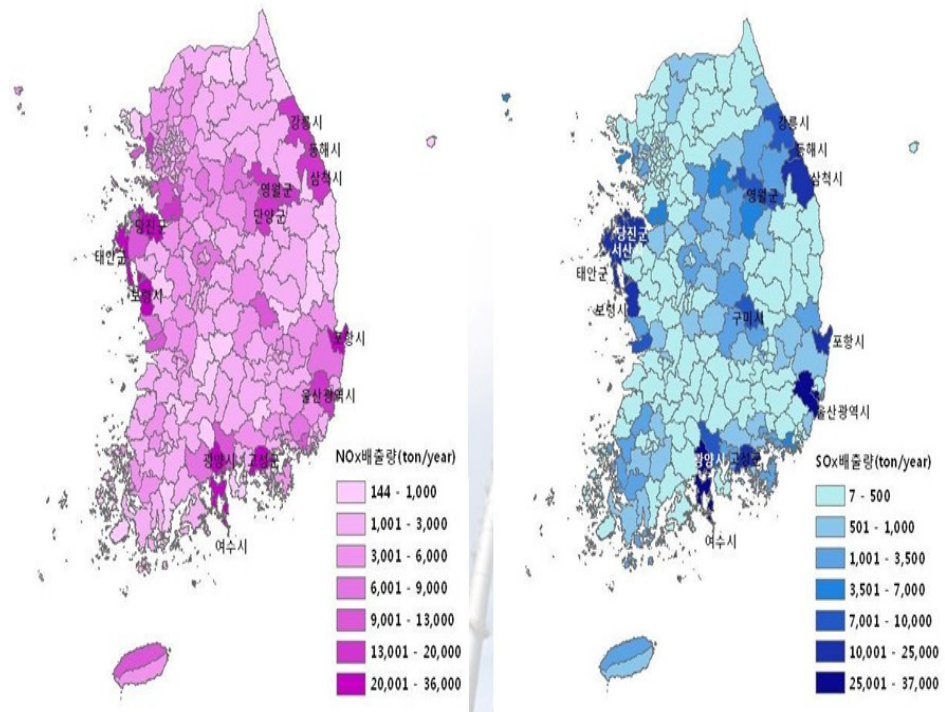 강릉시
동해시
삼척시
영월군
단양군
당진군
태안군
보령시
포항시
울산광역시
광양시
고성군
여수시
NOx배출량(ton/year)
144 - 1,000
1,001 - 3,000
3,001 - 6,000
6,001 - 9,000
9,001 - 13,000
13,001 - 20,000
20,001 - 36,000
강릉시
동해시
삼척시
영월군
당진군
서산
태안군
보령시
구미시
포항시
울산광역시
광양시
고성군
여수시
SOx배출량(ton/year)
7 - 500
501 - 1,000
1,001 - 3,500
3,501 - 7,000
7,001 - 10,000
10,001 - 25,000
25,001 - 37,000